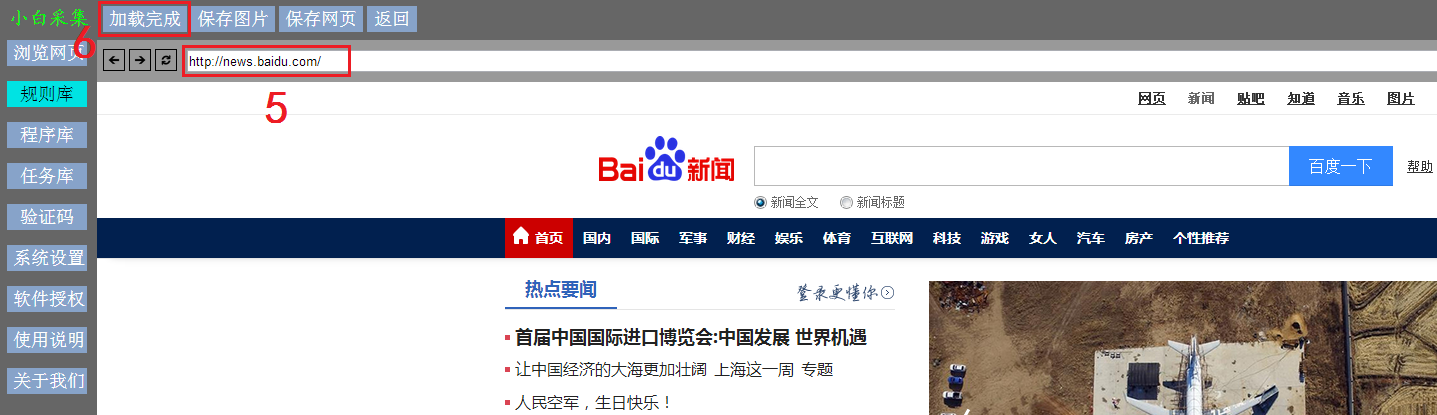 小白采集 加载完成 保存图片 保存网页 返回
6
浏览网页
http://news.baidu.com/
规则库
5
网页 新闻 贴吧 知道 音乐 图片
程序库
任务库
Bai du 新闻 百度一下 帮助
新闻全文 新闻标题
验证码
首页 国内 国际 军事 财经 娱乐 体育 互联网 科技 游戏 女人 汽车 房产 个性推荐
系统设置
软件授权
使用说明
关于我们
热点要闻 登录更懂你
首届中国国际进口博览会:中国发展 世界机遇
让中国经济的大海更加壮阔 上海这一周 专题
人民空军，生日快乐！